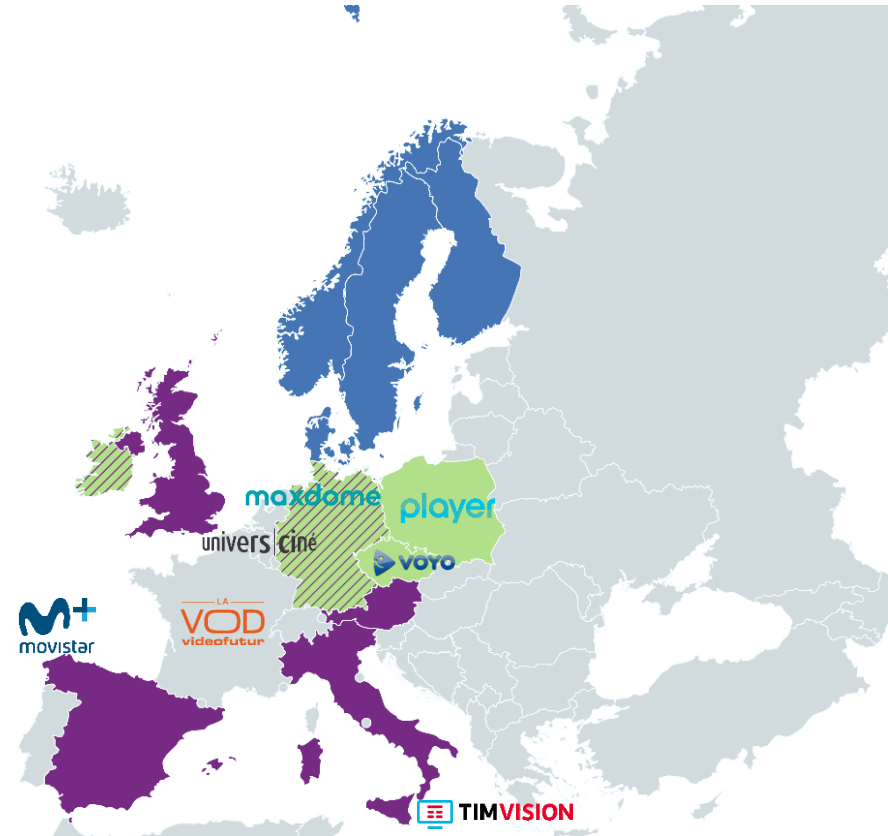 maxdome
player
univers|ciné
voyo
LA
VOD
videofutur
movistar
TIMVISION